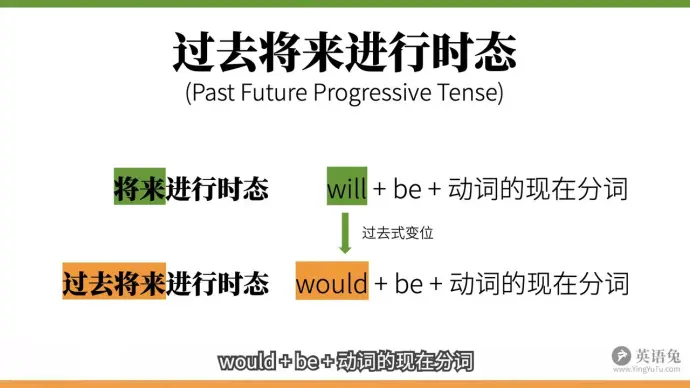 过去将来进行时态
(Past Future Progressive Tense)
将来进行时态 will + be + 动词的现在分词
过去式变位
过去将来进行时态 would + be + 动词的现在分词
would + be + 动词的现在分词
英语兔
www.YingYuTu.com